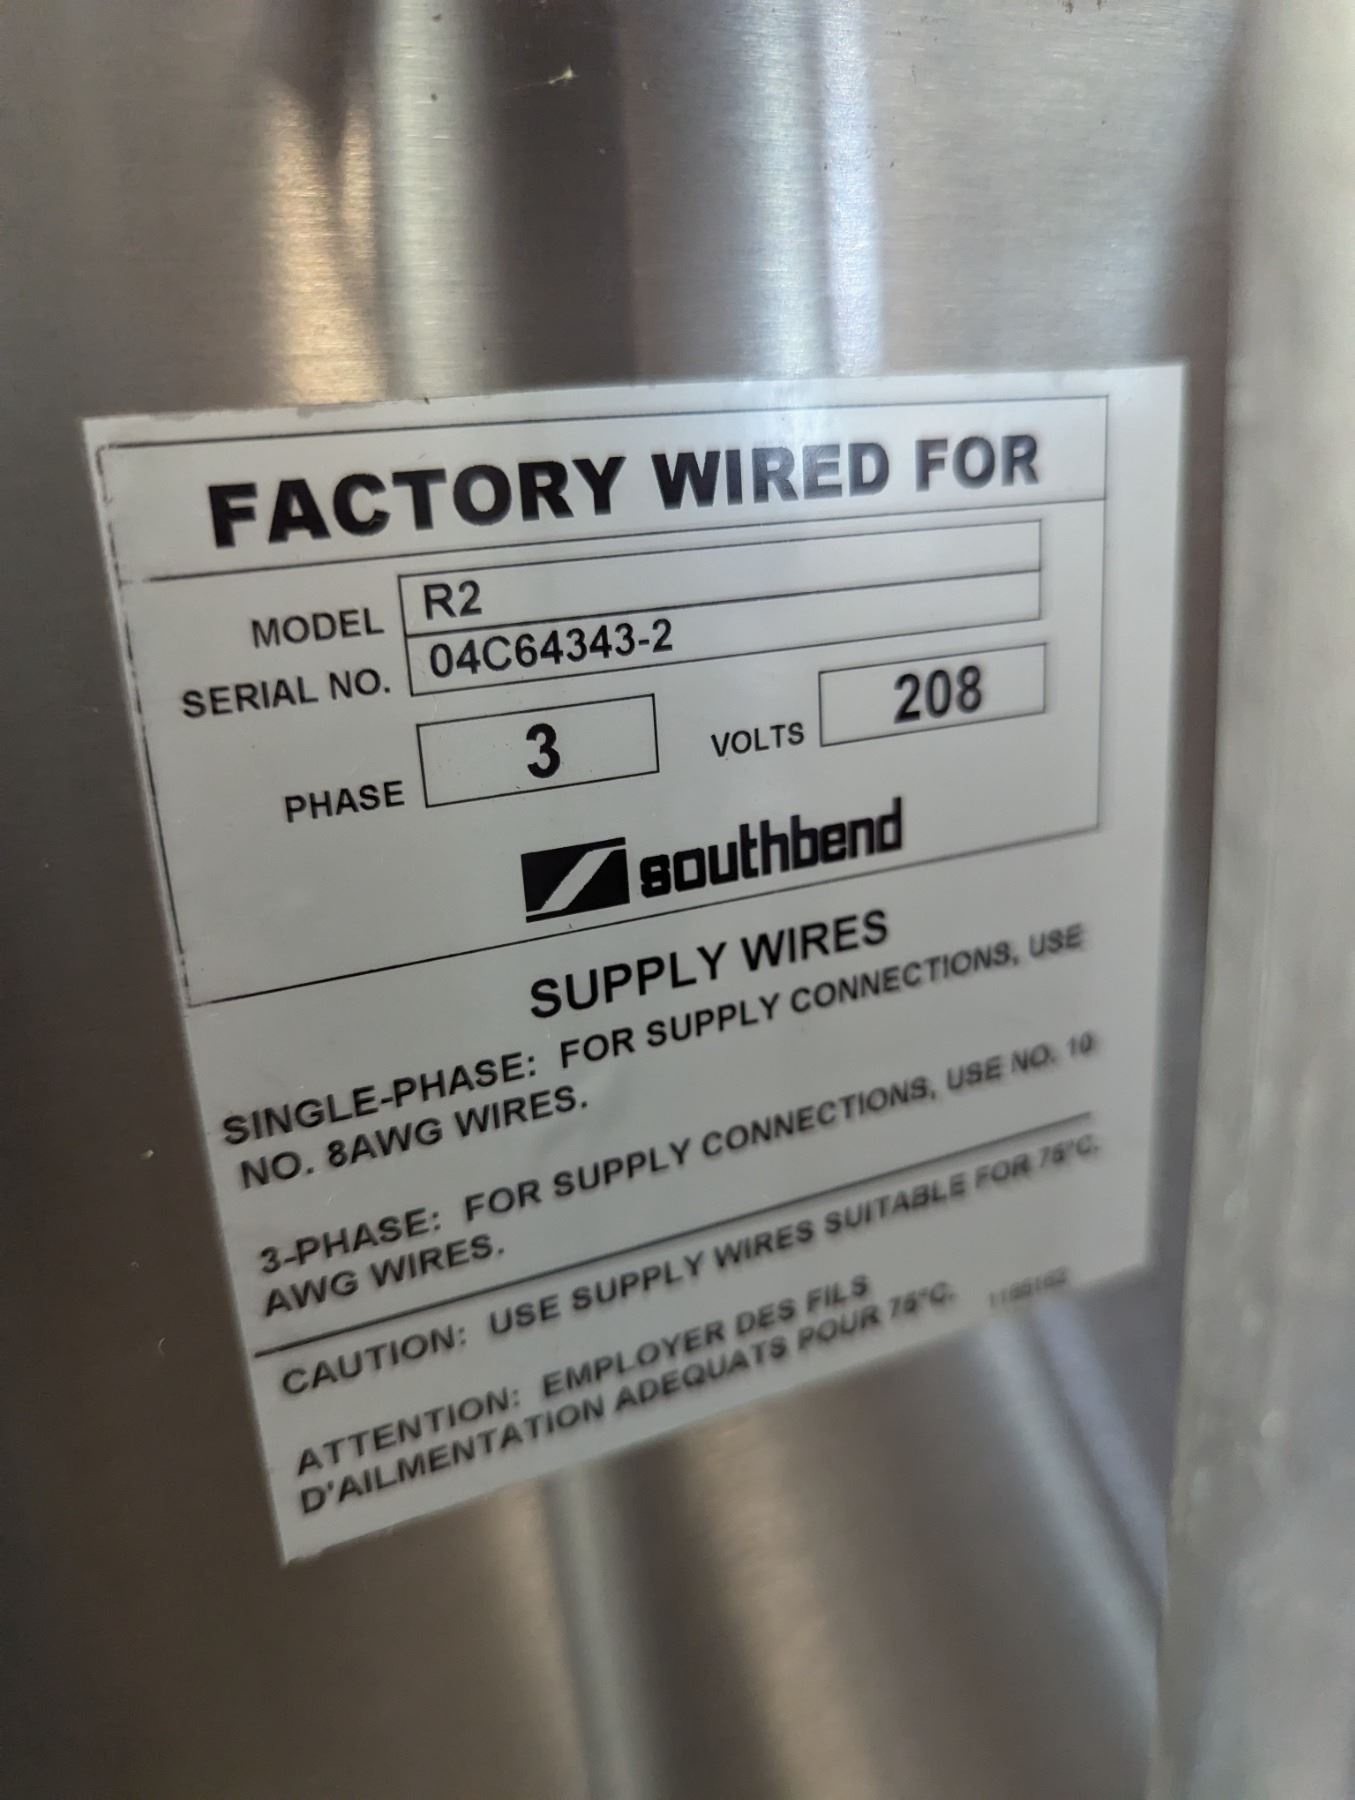 FACTORY WIRED FOR
MODEL R2
SERIAL NO. 04C64343-2
PHASE 3 VOLTS 208
southbend
SUPPLY WIRES
SINGLE-PHASE: FOR SUPPLY CONNECTIONS, USE
NO. 8AWG WIRES.
3-PHASE: FOR SUPPLY CONNECTIONS, USE NO. 10
AWG WIRES.
CAUTION: USE SUPPLY WIRES SUITABLE FOR 75°C.
ATTENTION: EMPLOYER DES FILS
D'AILMENTATION ADEQUATS POUR 75°C.